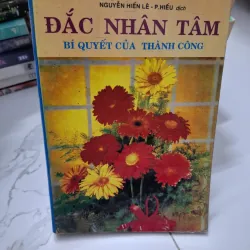 NGUYỄN HIẾN LÊ - P.HIẾU dịch
ĐẮC NHÂN TÂM
BÍ QUYẾT CỦA THÀNH CÔNG